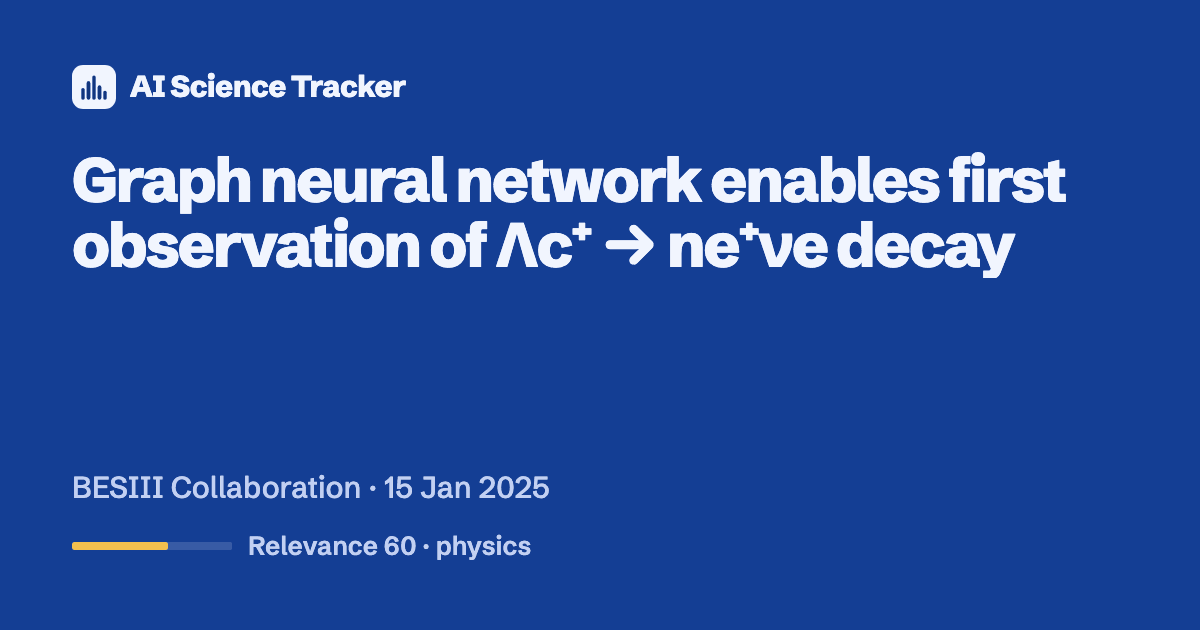 AI Science Tracker
Graph neural network enables first
observation of Λc⁺ → ne⁺νe decay
BESIII Collaboration · 15 Jan 2025
Relevance 60 · physics